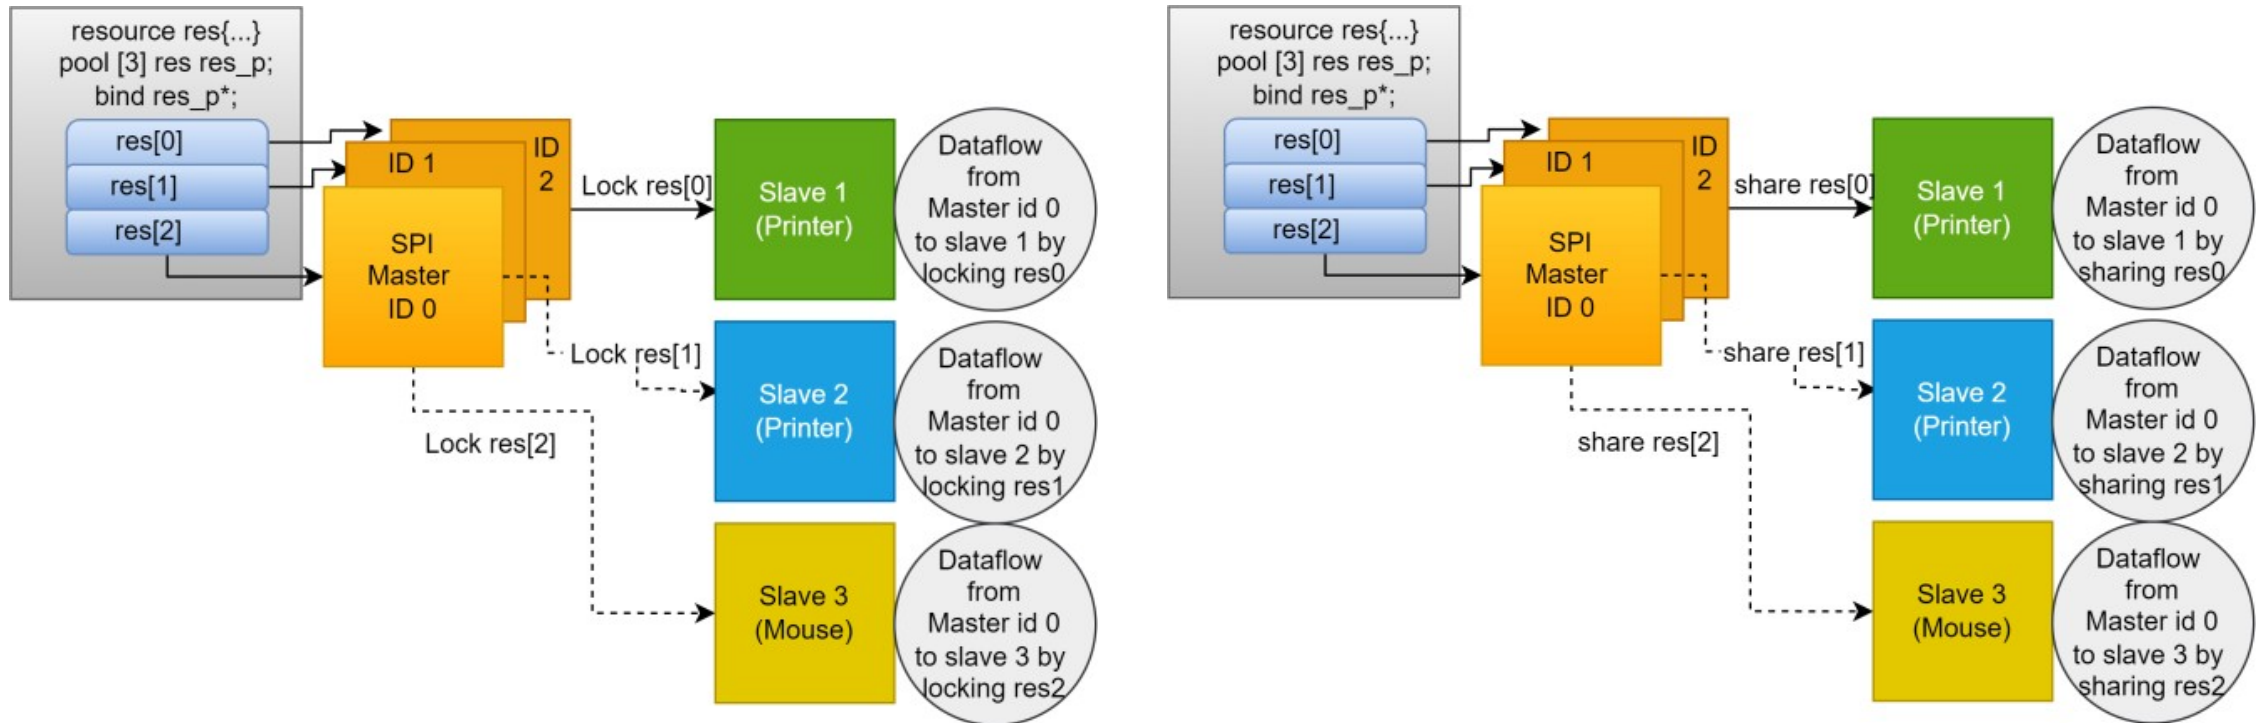 resource res{...}
pool [3] res res_p;
bind res_p*;
res[0]
res[1]
res[2]
ID
2
ID 1
SPI
Master
ID 0
Lock res[0]
Lock res[1]
Lock res[2]
Slave 1
(Printer)
Dataflow
from
Master id 0
to slave 1 by
locking res0
Slave 2
(Printer)
Dataflow
from
Master id 0
to slave 2 by
locking res1
Slave 3
(Mouse)
Dataflow
from
Master id 0
to slave 3 by
locking res2
resource res{...}
pool [3] res res_p;
bind res_p*;
res[0]
res[1]
res[2]
ID
2
ID 1
SPI
Master
ID 0
share res[0]
share res[1]
share res[2]
Slave 1
(Printer)
Dataflow
from
Master id 0
to slave 1 by
sharing res0
Slave 2
(Printer)
Dataflow
from
Master id 0
to slave 2 by
sharing res1
Slave 3
(Mouse)
Dataflow
from
Master id 0
to slave 3 by
sharing res2